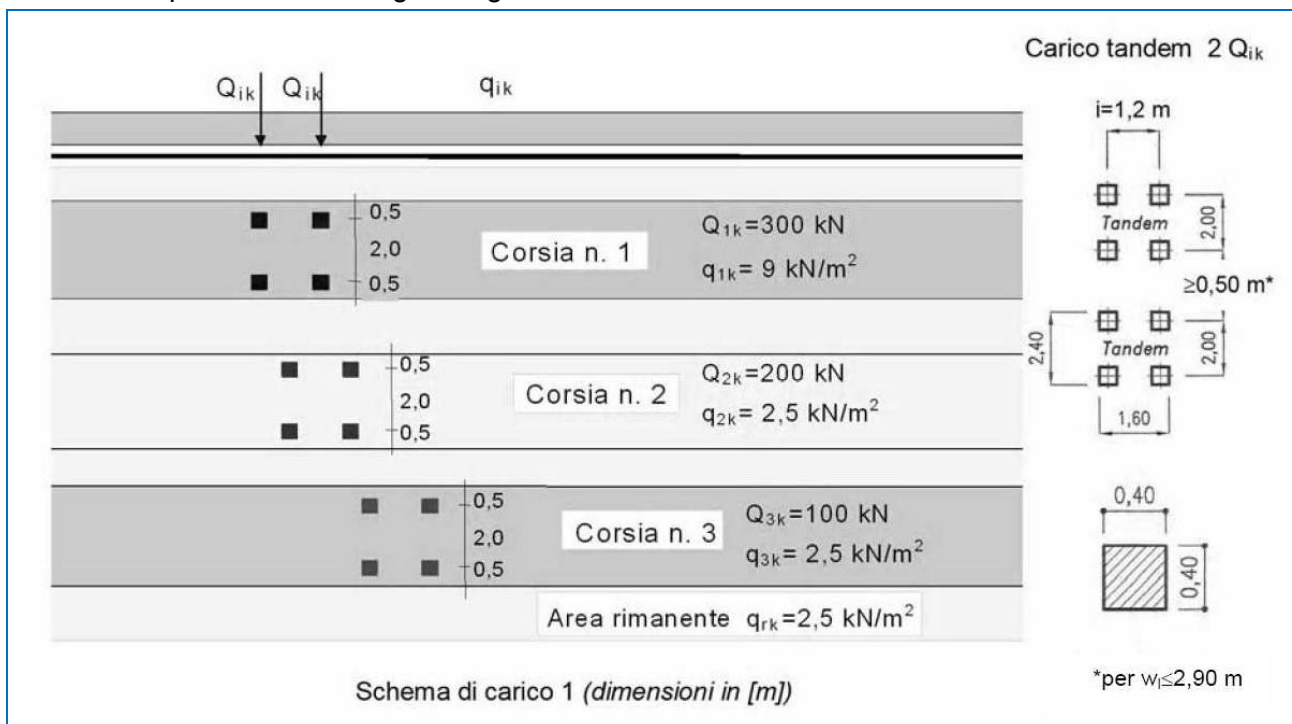 Carico tandem 2 Qik
Qik Qik qik
i=1,2 m
0,5
2,0
0,5
Corsia n. 1
Q1k=300 kN
q1k= 9 kN/m²
Tandem
2,00
≥0,50 m*
0,5
2,0
0,5
Corsia n. 2
Q2k=200 kN
q2k= 2,5 kN/m²
2,40
Tandem
2,00
1,60
0,5
2,0
0,5
Corsia n. 3
Q3k=100 kN
q3k= 2,5 kN/m²
0,40
0,40
Area rimanente qrk=2,5 kN/m²
Schema di carico 1 (dimensioni in [m])
*per wl≤2,90 m